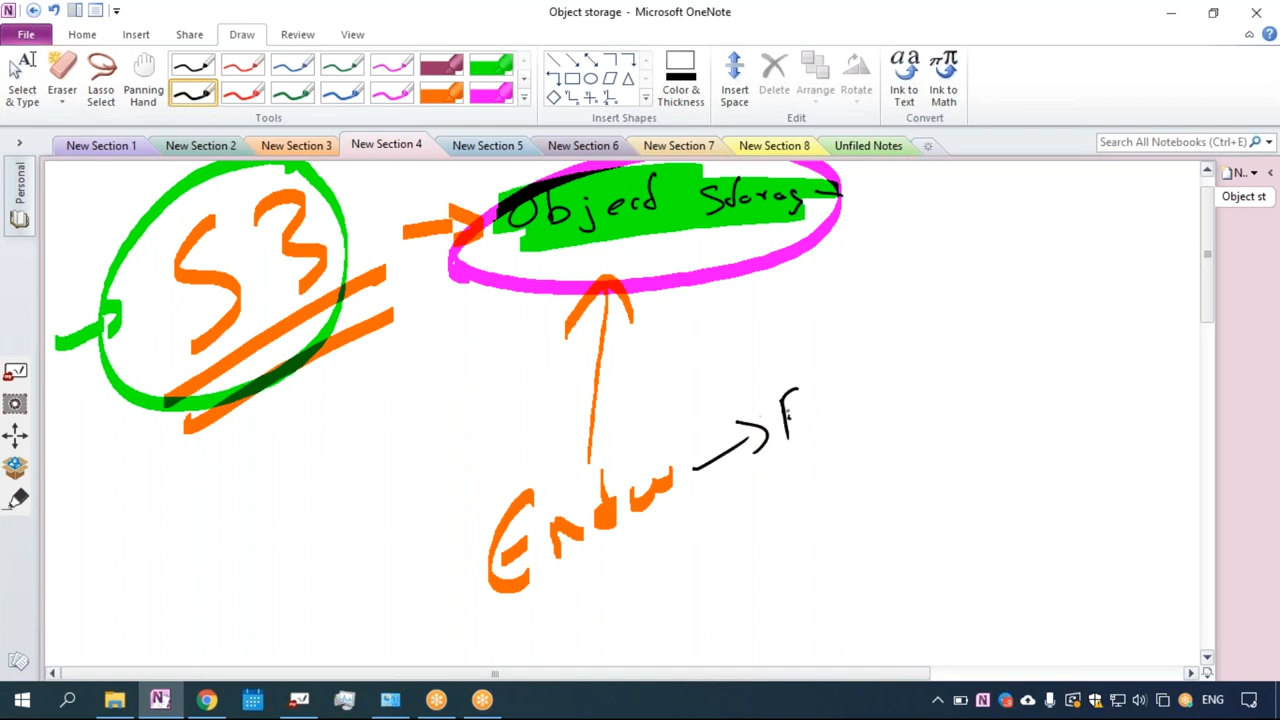 Object storage - Microsoft OneNote
File Home Insert Share Draw Review View
Select & Type
Eraser
Lasso Select
Panning Hand
Color & Thickness
Insert Space
Delete
Arrange
Rotate
Ink to Text
Ink to Math
Tools
Insert Shapes
Edit
Convert
New Section 1 New Section 2 New Section 3 New Section 4 New Section 5 New Section 6 New Section 7 New Section 8 Unfiled Notes
Search All Notebooks (Ctrl+E)
Personal
N..
Object st
S3
Object Storag
ENG